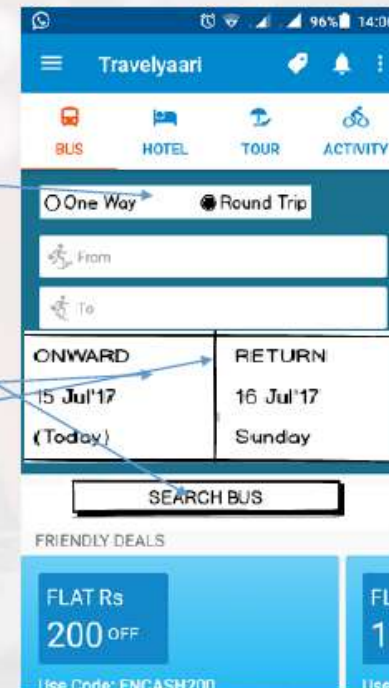 96% 14:0
Travelyaari
BUS HOTEL TOUR ACTIVITY
One Way Round Trip
From
To
ONWARD RETURN
15 Jul'17 16 Jul'17
(Today) Sunday
SEARCH BUS
FRIENDLY DEALS
FLAT Rs FL
200 OFF 1
Use Code: ENCASH200 Use